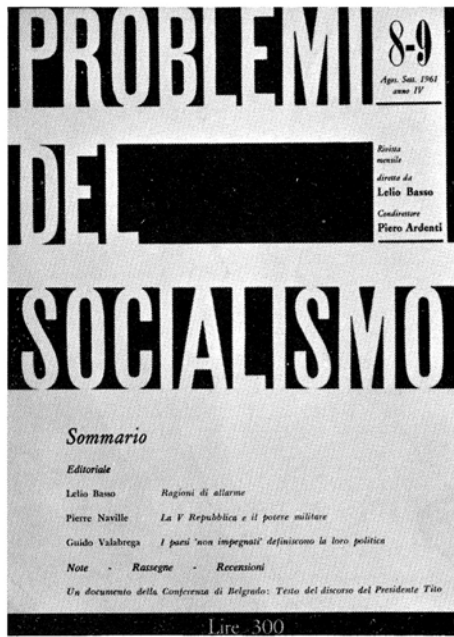 PROBLEMI
8-9
Agos. Sett. 1961
anno IV
DEL
Rivista
mensile
diretta da
Lelio Basso
Condirettore
Piero Ardenti
SOCIALISMO
Sommario
Editoriale
Lelio Basso Ragioni di allarme
Pierre Naville La V Repubblica e il potere militare
Guido Valabrega I paesi 'non impegnati' definiscono la loro politica
Note - Rassegne - Recensioni
Un documento della Conferenza di Belgrado: Testo del discorso del Presidente Tito
Lire 300